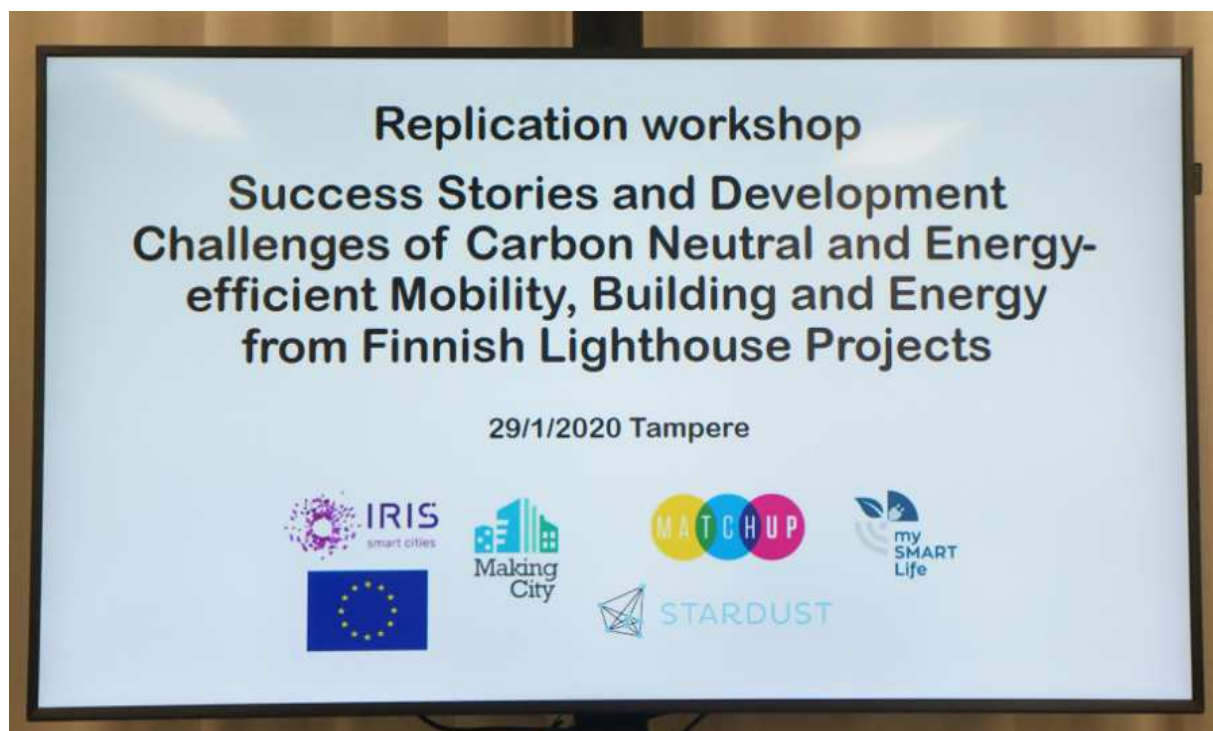 Replication workshop
Success Stories and Development
Challenges of Carbon Neutral and Energy-
efficient Mobility, Building and Energy
from Finnish Lighthouse Projects
29/1/2020 Tampere
IRIS
smart cities
Making
City
MATCHUP
my
SMART
Life
STARDUST